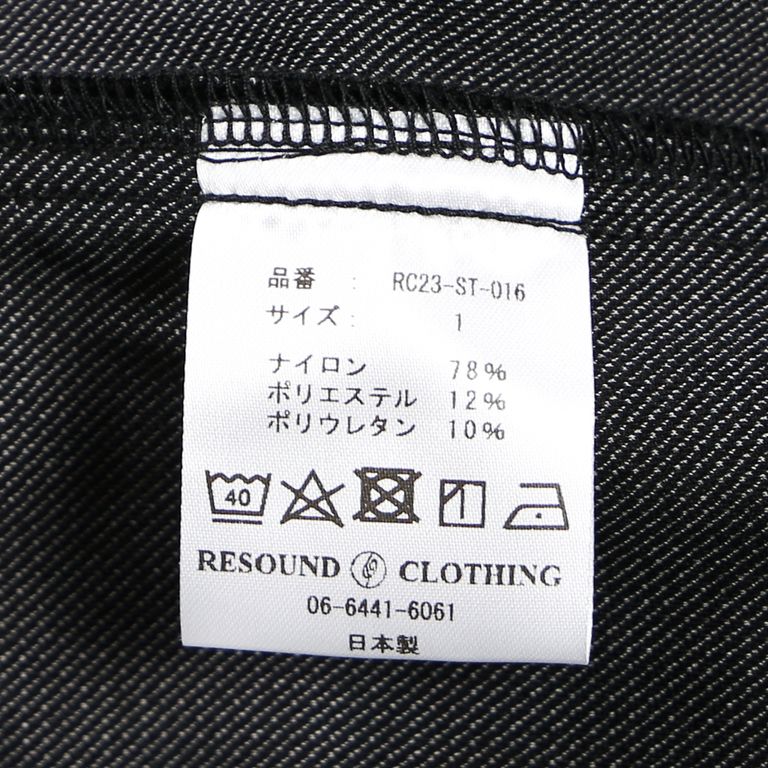 品番 : RC23-ST-016
サイズ : 1
ナイロン 78%
ポリエステル 12%
ポリウレタン 10%
40
RESOUND CLOTHING
06-6441-6061
日本製